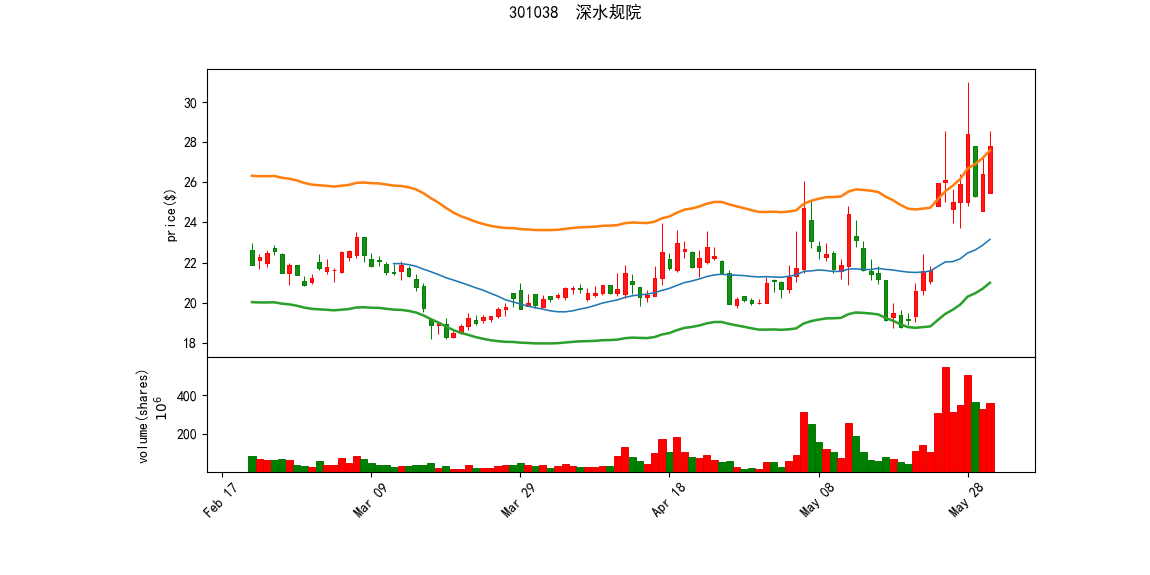 301038 深水规院
price($)
30
28
26
24
22
20
18
volume(shares)
10^6
400
200
Feb 17
Mar 09
Mar 29
Apr 18
May 08
May 28